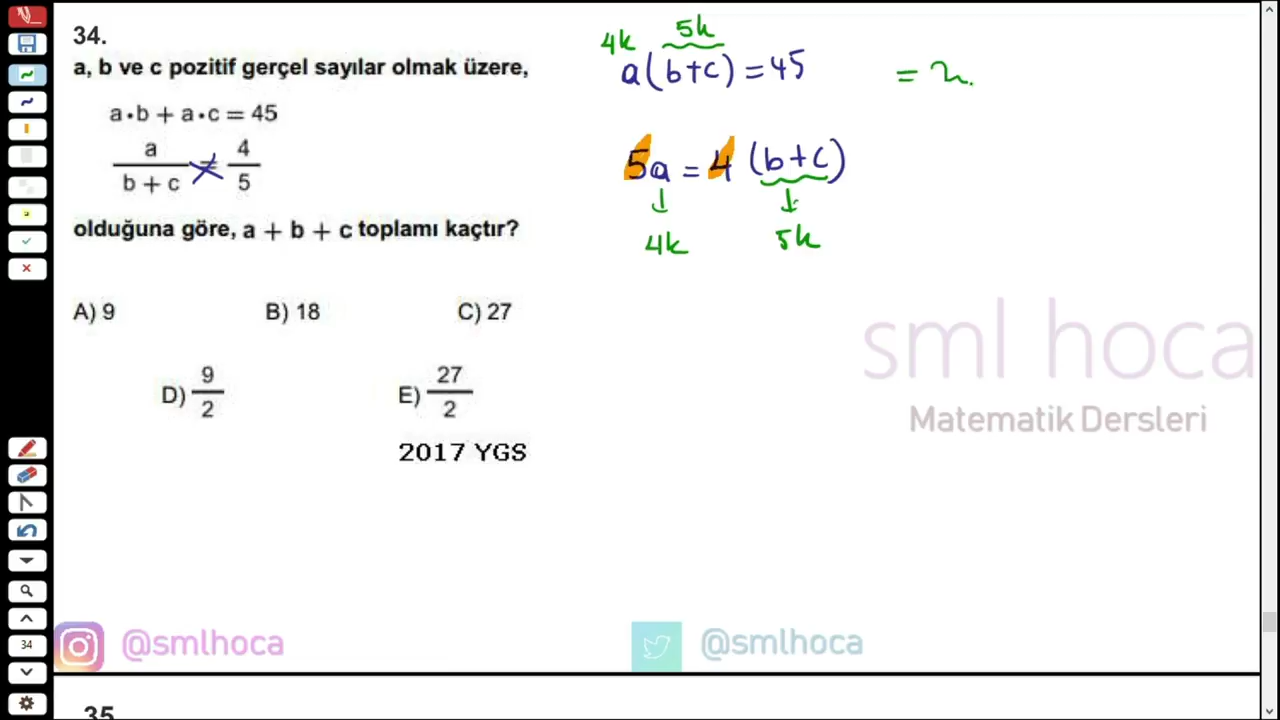 34.
a, b ve c pozitif gerçel sayılar olmak üzere,
a•b + a•c = 45
a / (b + c) = 4 / 5
olduğuna göre, a + b + c toplamı kaçtır?
A) 9 B) 18 C) 27
D) 9/2 E) 27/2
2017 YGS
4k 5k
a(b+c) = 45 =
5a = 4 (b+c)
4k 5k
sml hoca
Matematik Dersleri
34
@smlhoca @smlhoca
35